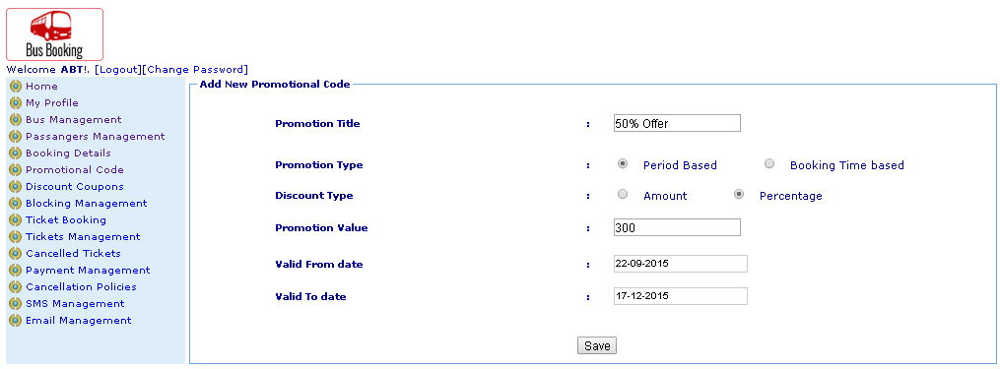 Bus Booking
Welcome ABT!. [Logout][Change Password]
Home
My Profile
Bus Management
Passangers Management
Booking Details
Promotional Code
Discount Coupons
Blocking Management
Ticket Booking
Tickets Management
Cancelled Tickets
Payment Management
Cancellation Policies
SMS Management
Email Management
Add New Promotional Code
Promotion Title : 50% Offer
Promotion Type : Period Based Booking Time based
Discount Type : Amount Percentage
Promotion Value : 300
Valid From date : 22-09-2015
Valid To date : 17-12-2015
Save